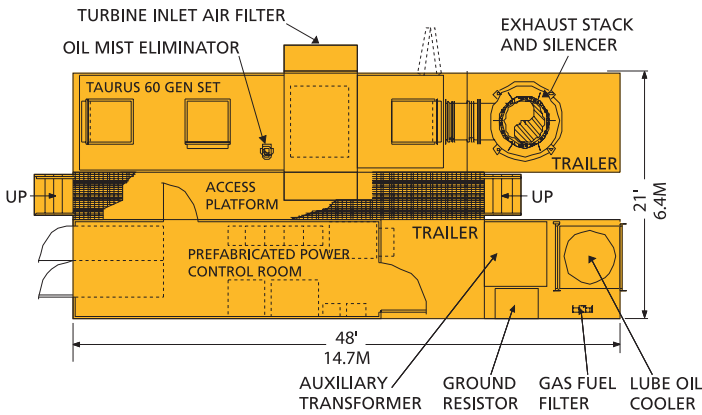 TURBINE INLET AIR FILTER
OIL MIST ELIMINATOR
EXHAUST STACK
AND SILENCER
TAURUS 60 GEN SET
TRAILER
UP
ACCESS
PLATFORM
UP
21'
6.4M
TRAILER
PREFABRICATED POWER
CONTROL ROOM
48'
14.7M
AUXILIARY
TRANSFORMER
GROUND
RESISTOR
GAS FUEL
FILTER
LUBE OIL
COOLER